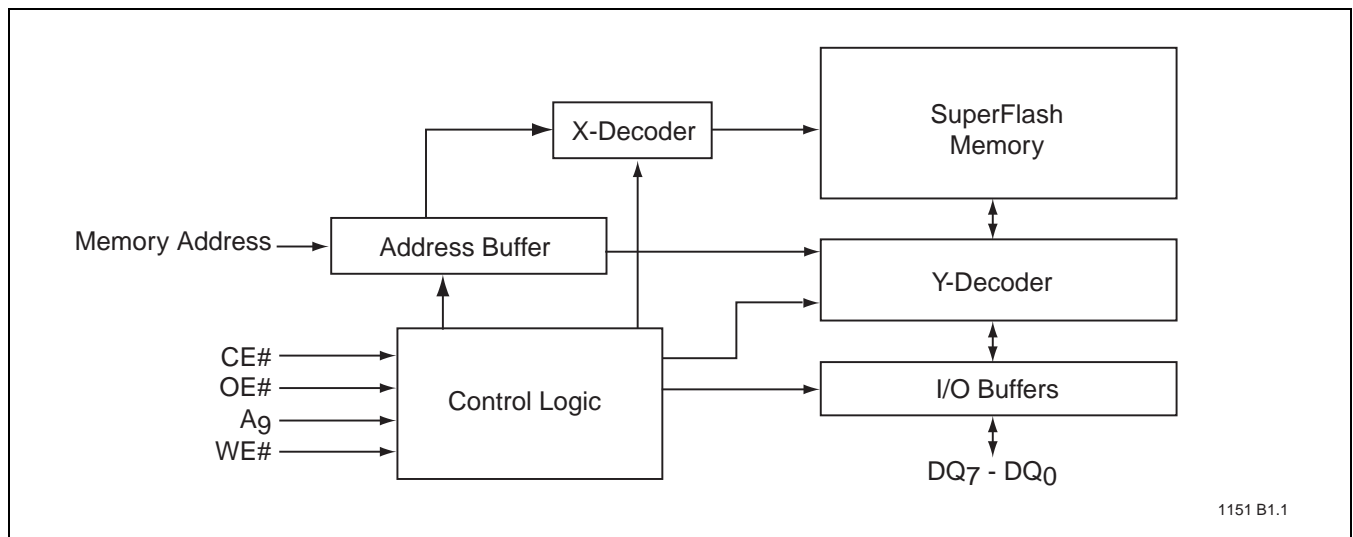 X-Decoder
SuperFlash
Memory
Memory Address
Address Buffer
Y-Decoder
CE#
OE#
A9
WE#
Control Logic
I/O Buffers
DQ7 - DQ0
1151 B1.1